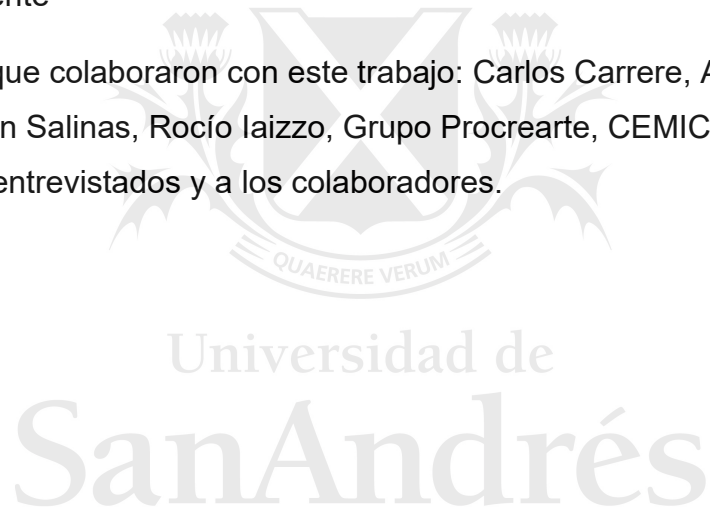 que colaboraron con este trabajo: Carlos Carrere, A
n Salinas, Rocío Iaizzo, Grupo Procrearte, CEMIC
entrevistados y a los colaboradores.
QUAERERE VERUM
Universidad de
SanAndrés